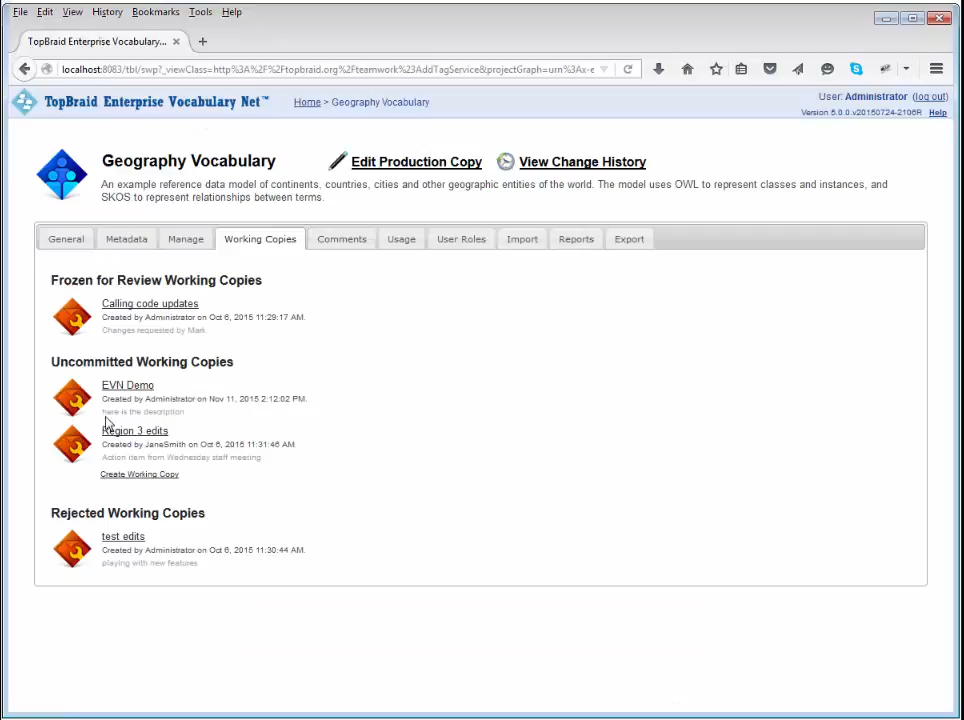 File Edit View History Bookmarks Tools Help
TopBraid Enterprise Vocabulary...
localhost:8083/tbl/swp?_viewClass=http%3A%2F%2Ftopbraid.org%2Fteamwork%23AddTagService&projectGraph=urn%3Ax-e
TopBraid Enterprise Vocabulary Net™ Home > Geography Vocabulary
User: Administrator (log out)
Version 5.0.0.v20150724-2106R Help
Geography Vocabulary Edit Production Copy View Change History
An example reference data model of continents, countries, cities and other geographic entities of the world. The model uses OWL to represent classes and instances, and
SKOS to represent relationships between terms.
General Metadata Manage Working Copies Comments Usage User Roles Import Reports Export
Frozen for Review Working Copies
Calling code updates
Created by Administrator on Oct 6, 2015 11:29:17 AM.
Changes requested by Mark
Uncommitted Working Copies
EVN Demo
Created by Administrator on Nov 11, 2015 2:12:02 PM.
here is the description
Region 3 edits
Created by JaneSmith on Oct 6, 2015 11:31:46 AM.
Action item from Wednesday staff meeting
Create Working Copy
Rejected Working Copies
test edits
Created by Administrator on Oct 6, 2015 11:30:44 AM.
playing with new features